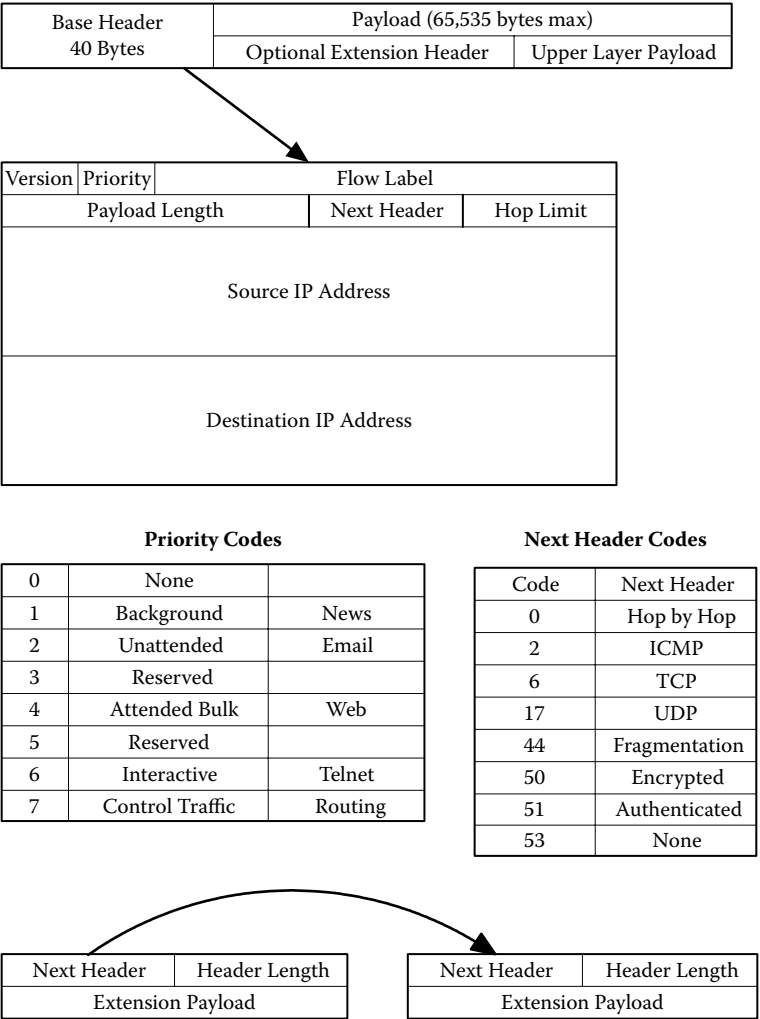 Base Header
40 Bytes
Payload (65,535 bytes max)
Optional Extension Header Upper Layer Payload
Version Priority Flow Label
Payload Length Next Header Hop Limit
Source IP Address
Destination IP Address
Priority Codes
0 None
1 Background News
2 Unattended Email
3 Reserved
4 Attended Bulk Web
5 Reserved
6 Interactive Telnet
7 Control Traffic Routing
Next Header Codes
Code Next Header
0 Hop by Hop
2 ICMP
6 TCP
17 UDP
44 Fragmentation
50 Encrypted
51 Authenticated
53 None
Next Header Header Length
Extension Payload
Next Header Header Length
Extension Payload